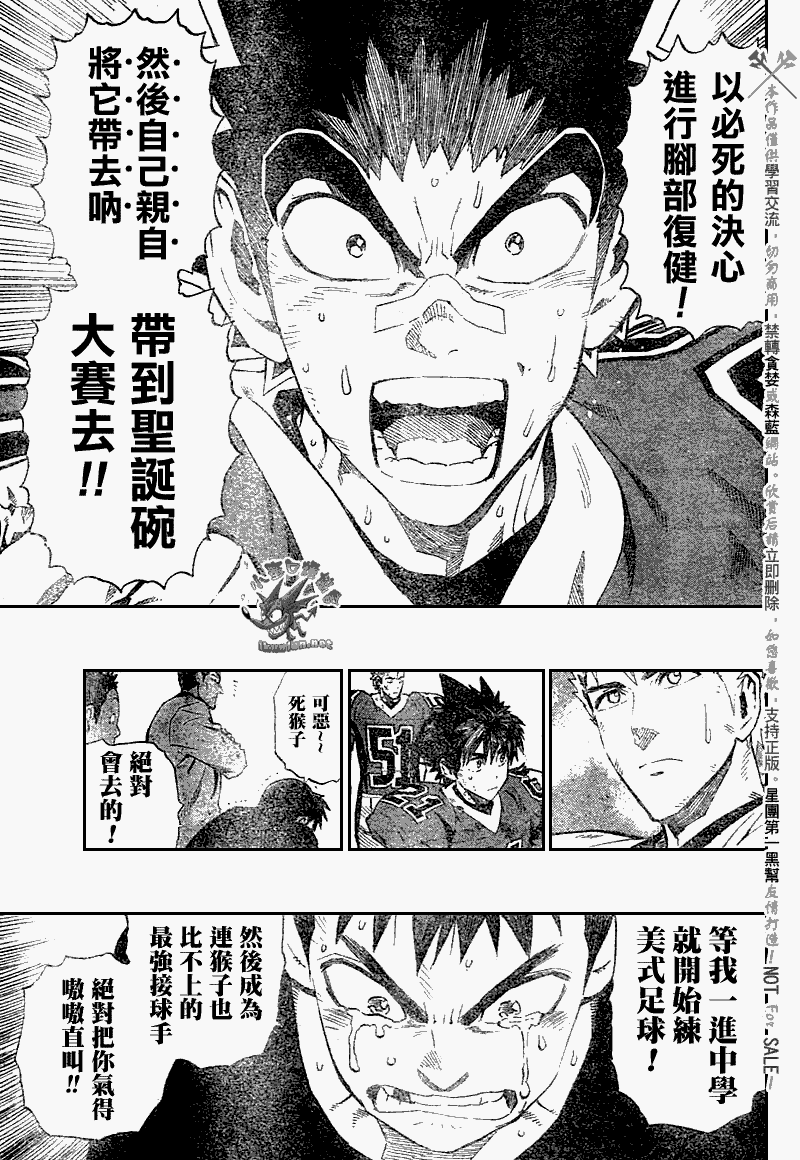 以必死的決心
進行腳部復健！
然後自己親自
將它帶去吶
帶到聖誕碗
大賽去!!
51
21
可惡~~
死猴子
絕對
會去的！
等我一進中學
就開始練
美式足球！
然後成為
連猴子也
比不上的
最強接球手
絕對把你氣得
嗷嗷直叫!!
本作品僅供學習交流，勿勿商用。禁轉貪婪或森藍網站。欣賞后請立即刪除，如您喜歡，支持正版。星團第一黑幫友情打造!! NOT For SALE!!